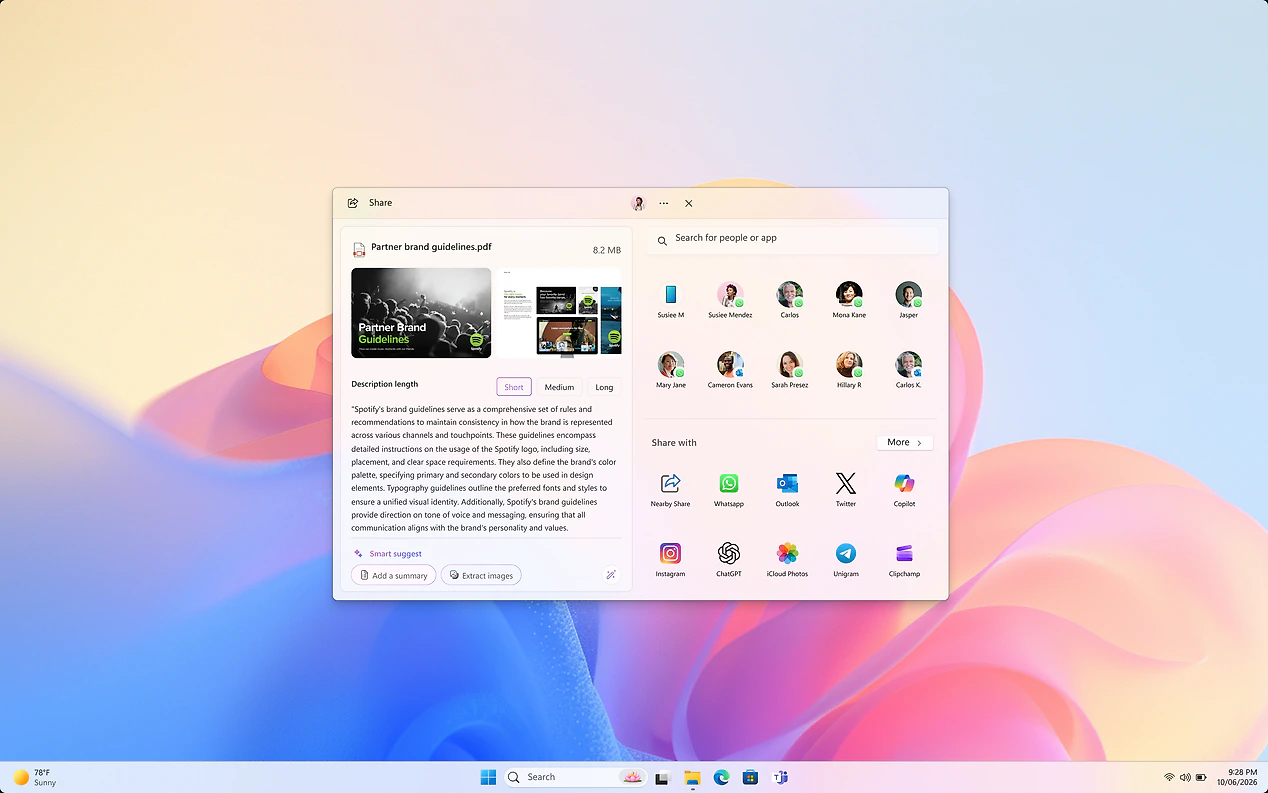 Share
Partner brand guidelines.pdf
8.2 MB
Partner Brand
Guidelines
Spotify
Description length
Short
Medium
Long
"Spotify's brand guidelines serve as a comprehensive set of rules and
recommendations to maintain consistency in how the brand is represented
across various channels and touchpoints. These guidelines encompass
detailed instructions on the usage of the Spotify logo, including size,
placement, and clear space requirements. They also define the brand's color
palette, specifying primary and secondary colors to be used in design
elements. Typography guidelines outline the preferred fonts and styles to
ensure a unified visual identity. Additionally, Spotify's brand guidelines
provide direction on tone of voice and messaging, ensuring that all
communication aligns with the brand's personality and values.
Smart suggest
Add a summary
Extract images
Search for people or app
Susiee M
Susiee Mendez
Carlos
Mona Kane
Jasper
Mary Jane
Cameron Evans
Sarah Presez
Hillary R
Carlos K.
Share with
More
Nearby Share
Whatsapp
Outlook
Twitter
Copilot
Instagram
ChatGPT
iCloud Photos
Unigram
Clipchamp
78°F
Sunny
Search
9:28 PM
10/06/2026